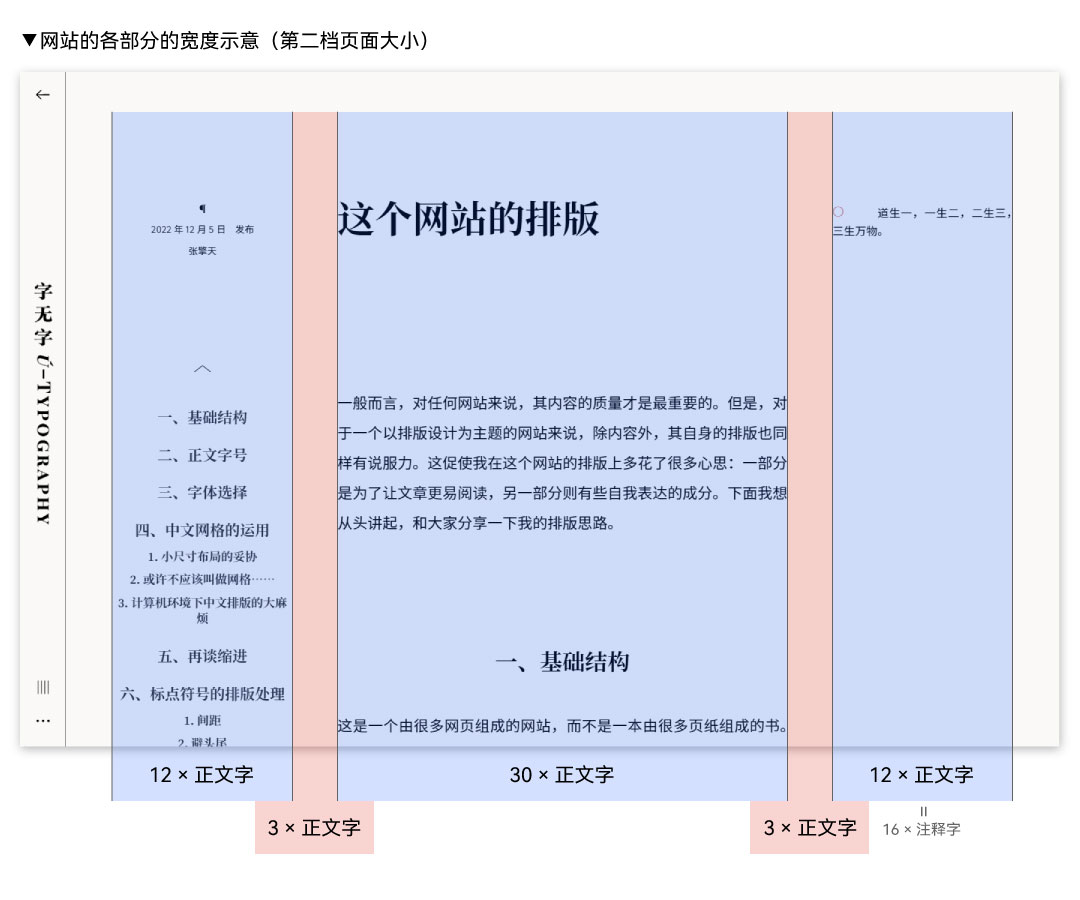 ▼网站的各部分的宽度示意（第二档页面大小）
←
字无字 Ǔ–TYPOGRAPHY
¶
2022 年 12 月 5 日　发布
张擎天
一、基础结构
二、正文字号
三、字体选择
四、中文网格的运用
1. 小尺寸布局的妥协
2. 或许不应该叫做网格……
3. 计算机环境下中文排版的大麻
烦
五、再谈缩进
六、标点符号的排版处理
1. 间距
2. 避头尾
这个网站的排版
一般而言，对任何网站来说，其内容的质量才是最重要的。但是，对
于一个以排版设计为主题的网站来说，除内容外，其自身的排版也同
样有说服力。这促使我在这个网站的排版上多花了很多心思：一部分
是为了让文章更易阅读，另一部分则有些自我表达的成分。下面我想
从头讲起，和大家分享一下我的排版思路。
一、基础结构
这是一个由很多网页组成的网站，而不是一本由很多页纸组成的书。
〇　　道生一，一生二，二生三，
三生万物。
12 × 正文字
30 × 正文字
12 × 正文字
3 × 正文字
3 × 正文字
=
16 × 注释字